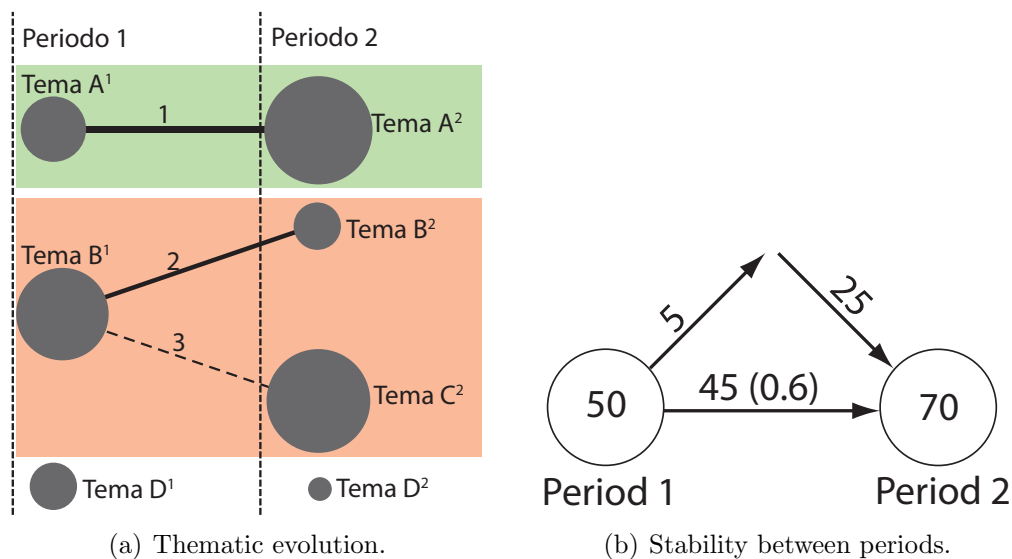 Periodo 1
Periodo 2
Tema A¹
1
Tema A²
Tema B¹
2
Tema B²
3
Tema C²
Tema D¹
Tema D²
(a) Thematic evolution.
5
25
45 (0.6)
50
70
Period 1
Period 2
(b) Stability between periods.